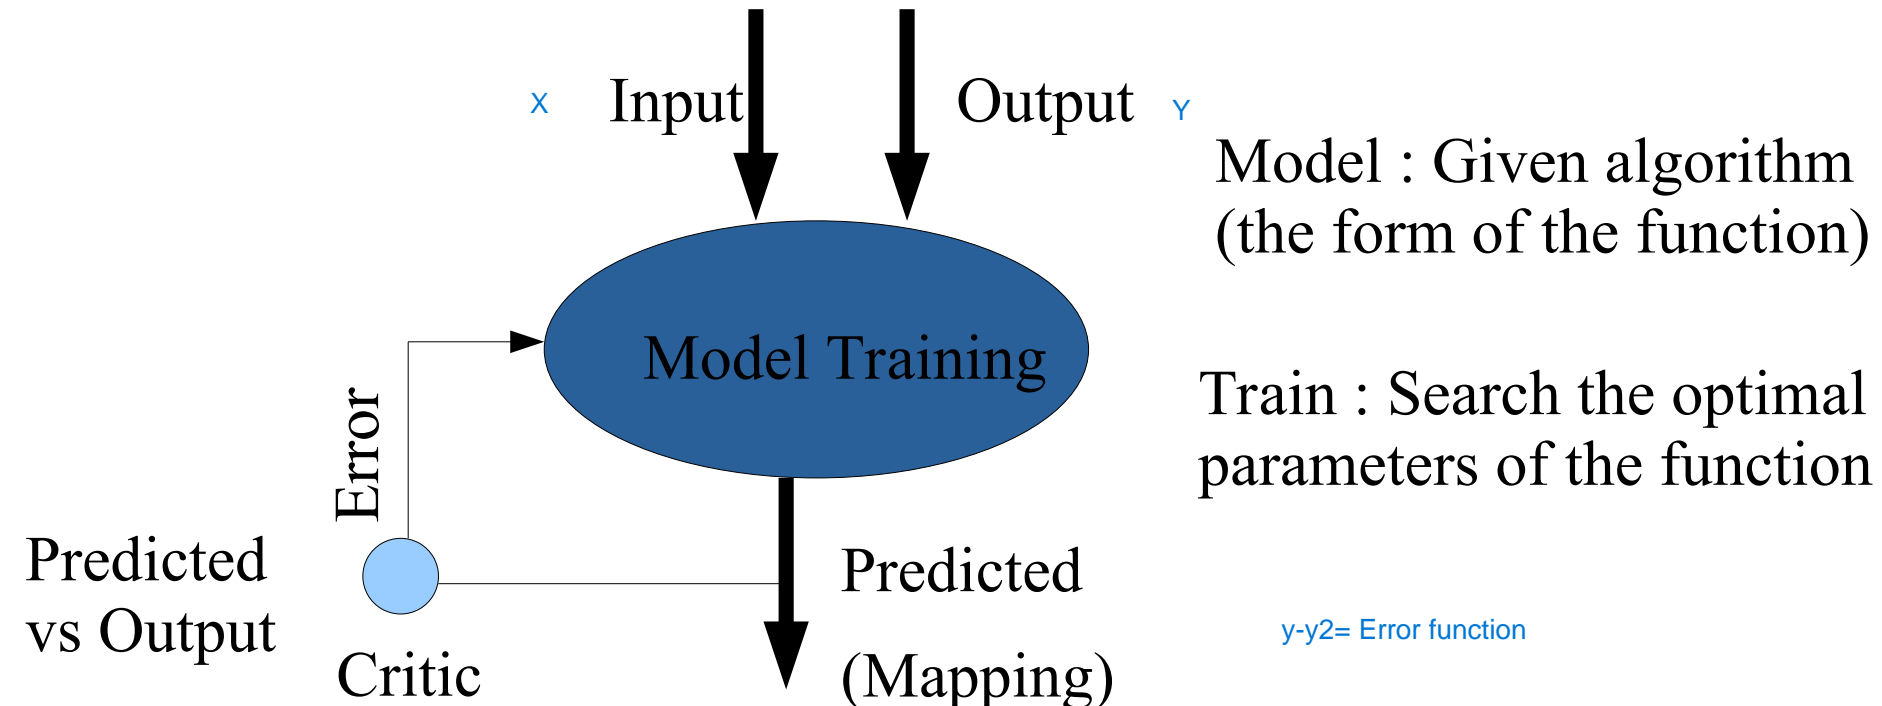 X
Input
Output
Y
Model : Given algorithm
(the form of the function)
Model Training
Train : Search the optimal
parameters of the function
Error
Predicted
vs Output
Critic
Predicted
(Mapping)
y-y2= Error function